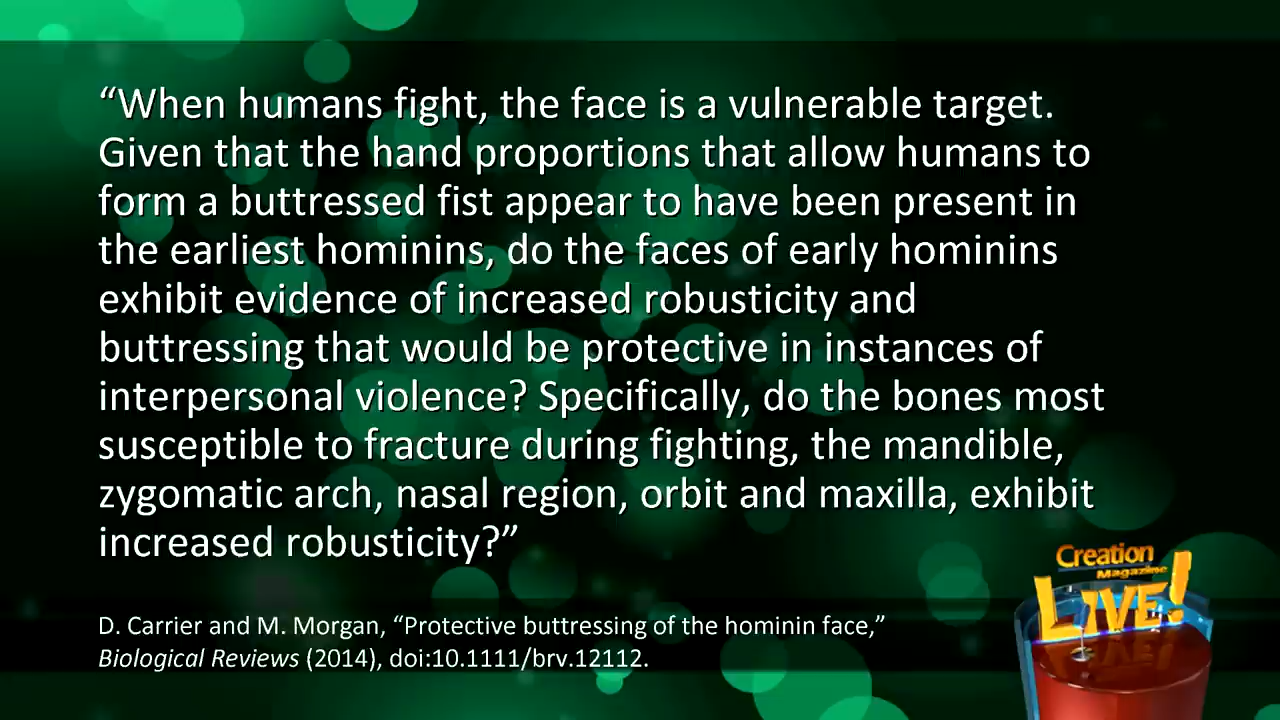 “When humans fight, the face is a vulnerable target.
Given that the hand proportions that allow humans to
form a buttressed fist appear to have been present in
the earliest hominins, do the faces of early hominins
exhibit evidence of increased robusticity and
buttressing that would be protective in instances of
interpersonal violence? Specifically, do the bones most
susceptible to fracture during fighting, the mandible,
zygomatic arch, nasal region, orbit and maxilla, exhibit
increased robusticity?”
D. Carrier and M. Morgan, “Protective buttressing of the hominin face,”
Biological Reviews (2014), doi:10.1111/brv.12112.
Creation
Magazine
LIVE!